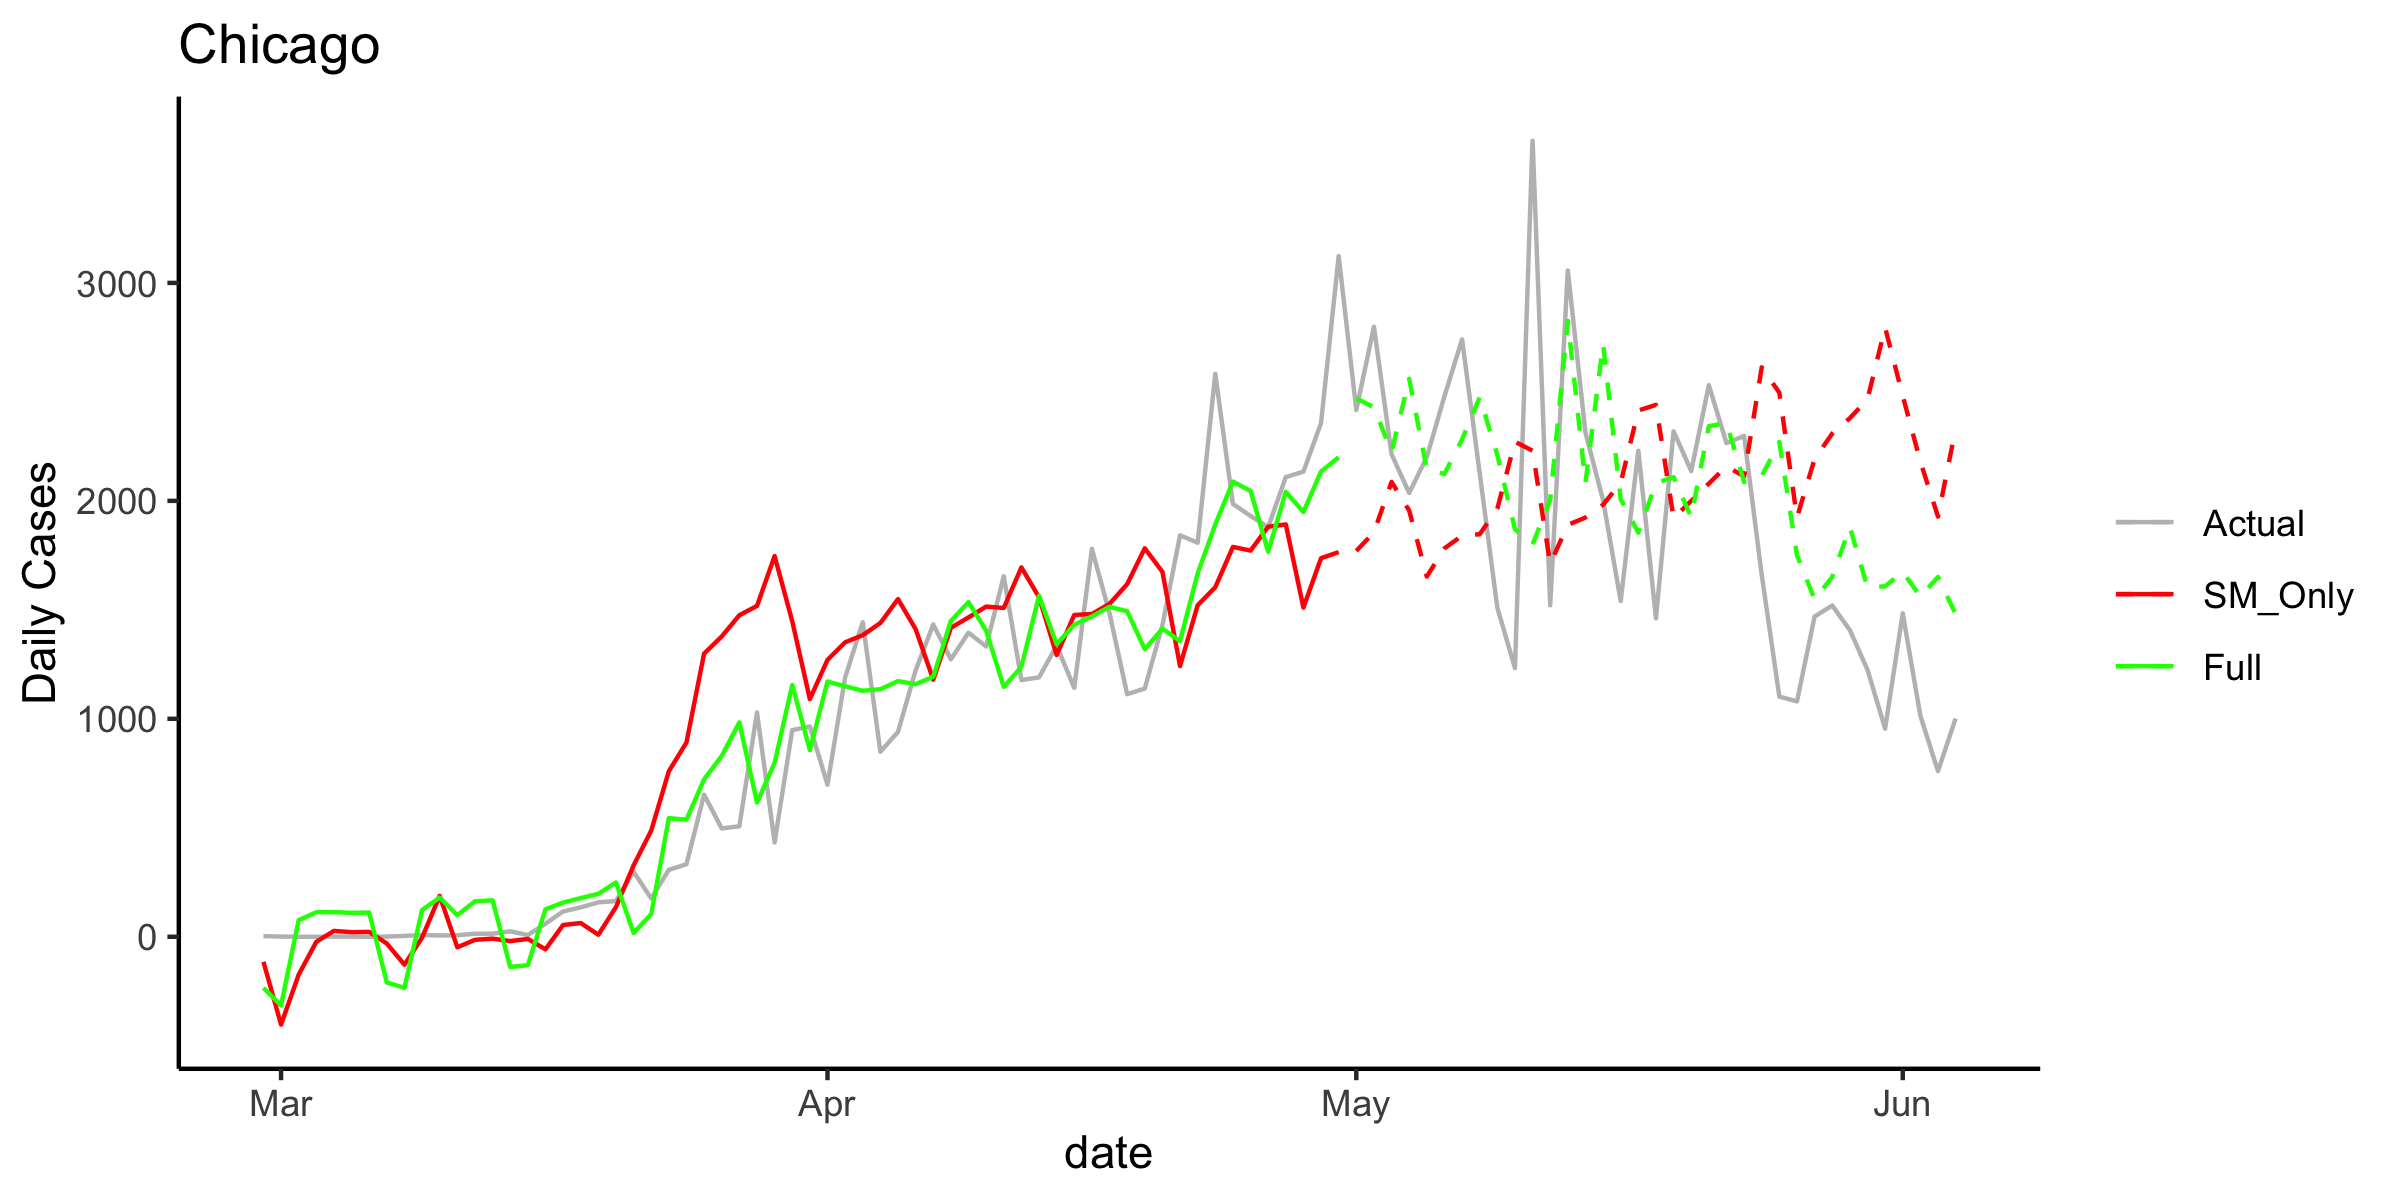 Chicago
Daily Cases
3000
2000
1000
0
Mar
Apr
May
Jun
date
Actual
SM_Only
Full